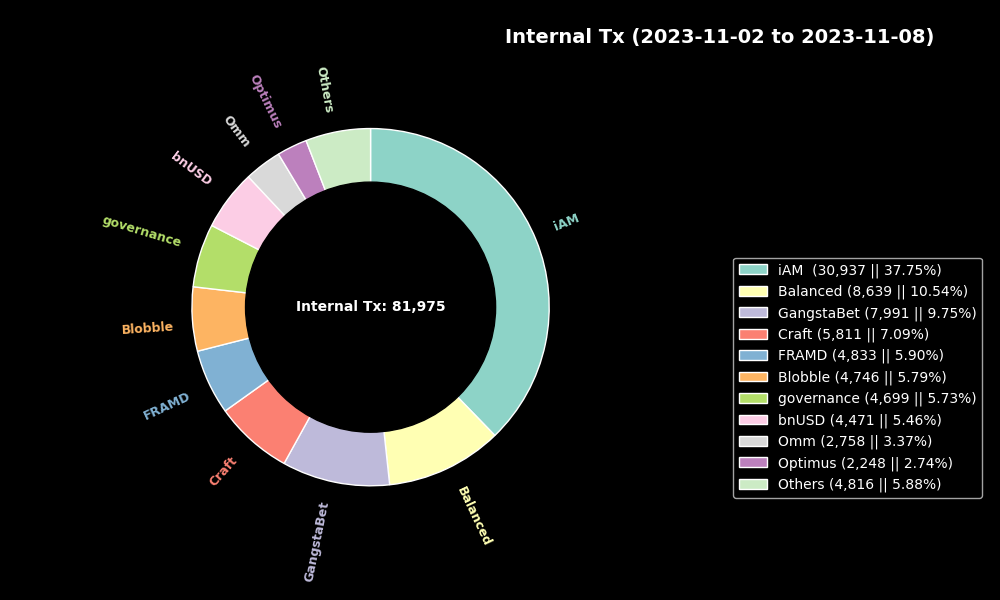 Internal Tx (2023-11-02 to 2023-11-08)
Others
Optimus
Omm
bnUSD
governance
Blobble
FRAMD
Craft
GangstaBet
Balanced
iAM
Internal Tx: 81,975
iAM  (30,937 || 37.75%)
Balanced (8,639 || 10.54%)
GangstaBet (7,991 || 9.75%)
Craft (5,811 || 7.09%)
FRAMD (4,833 || 5.90%)
Blobble (4,746 || 5.79%)
governance (4,699 || 5.73%)
bnUSD (4,471 || 5.46%)
Omm (2,758 || 3.37%)
Optimus (2,248 || 2.74%)
Others (4,816 || 5.88%)